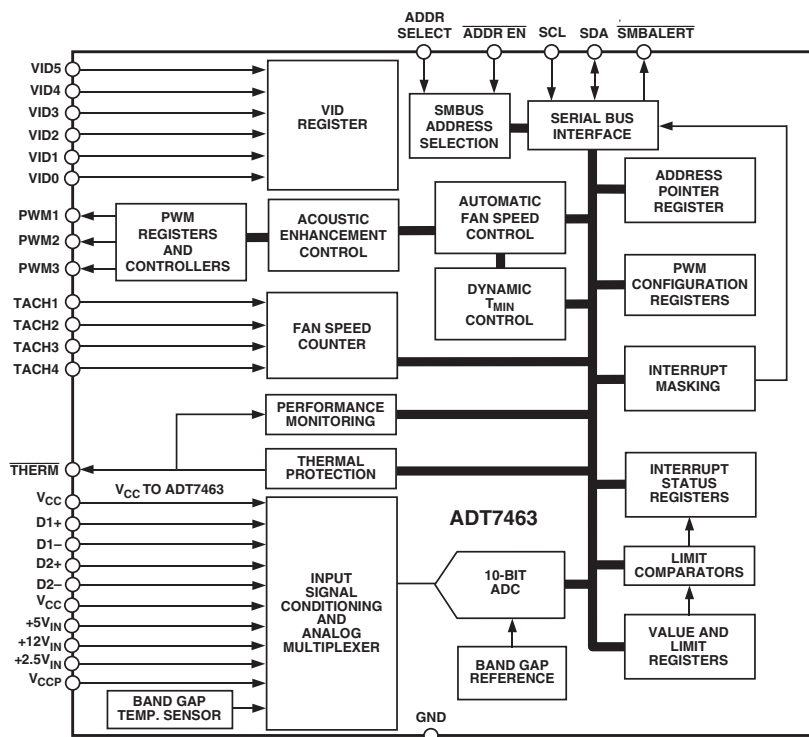 ADDR
SELECT
ADDR EN
SCL
SDA
SMBALERT
VID5
VID4
VID3
VID2
VID1
VID0
VID
REGISTER
SMBUS
ADDRESS
SELECTION
SERIAL BUS
INTERFACE
ADDRESS
POINTER
REGISTER
PWM1
PWM2
PWM3
PWM
REGISTERS
AND
CONTROLLERS
ACOUSTIC
ENHANCEMENT
CONTROL
AUTOMATIC
FAN SPEED
CONTROL
DYNAMIC
TMIN
CONTROL
PWM
CONFIGURATION
REGISTERS
TACH1
TACH2
TACH3
TACH4
FAN SPEED
COUNTER
INTERRUPT
MASKING
PERFORMANCE
MONITORING
THERM
THERMAL
PROTECTION
INTERRUPT
STATUS
REGISTERS
VCC TO ADT7463
ADT7463
VCC
D1+
D1–
D2+
D2–
VCC
+5VIN
+12VIN
+2.5VIN
VCCP
INPUT
SIGNAL
CONDITIONING
AND
ANALOG
MULTIPLEXER
10-BIT
ADC
LIMIT
COMPARATORS
BAND GAP
REFERENCE
VALUE AND
LIMIT
REGISTERS
BAND GAP
TEMP. SENSOR
GND